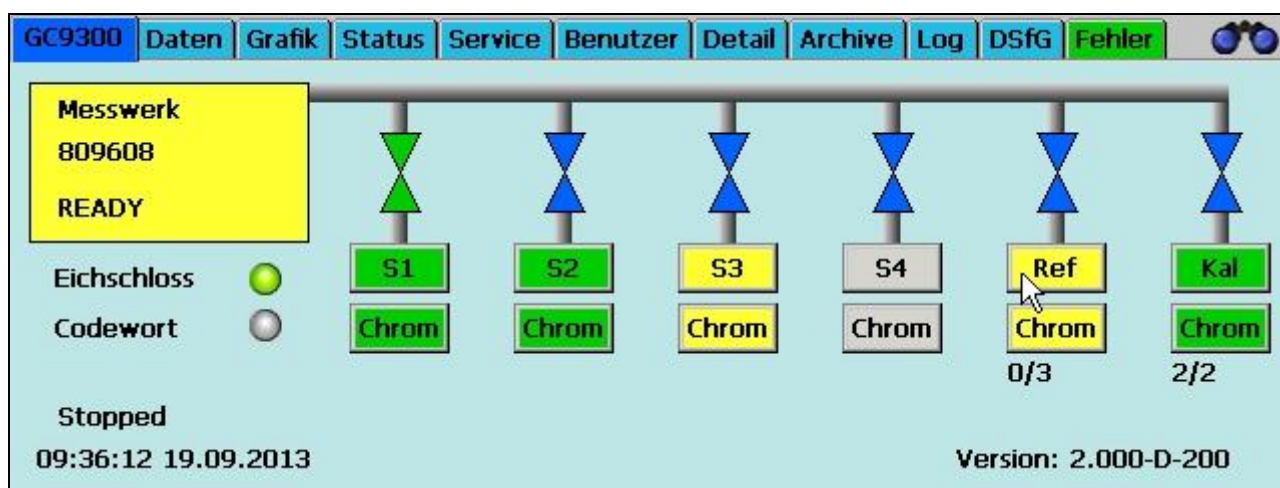 GC9300 Daten Grafik Status Service Benutzer Detail Archive Log DSfG Fehler
Messwerk
809608
READY
S1 S2 S3 S4 Ref Kal
Eichschloss
Codewort
Chrom Chrom Chrom Chrom Chrom Chrom
0/3 2/2
Stopped
09:36:12 19.09.2013
Version: 2.000-D-200